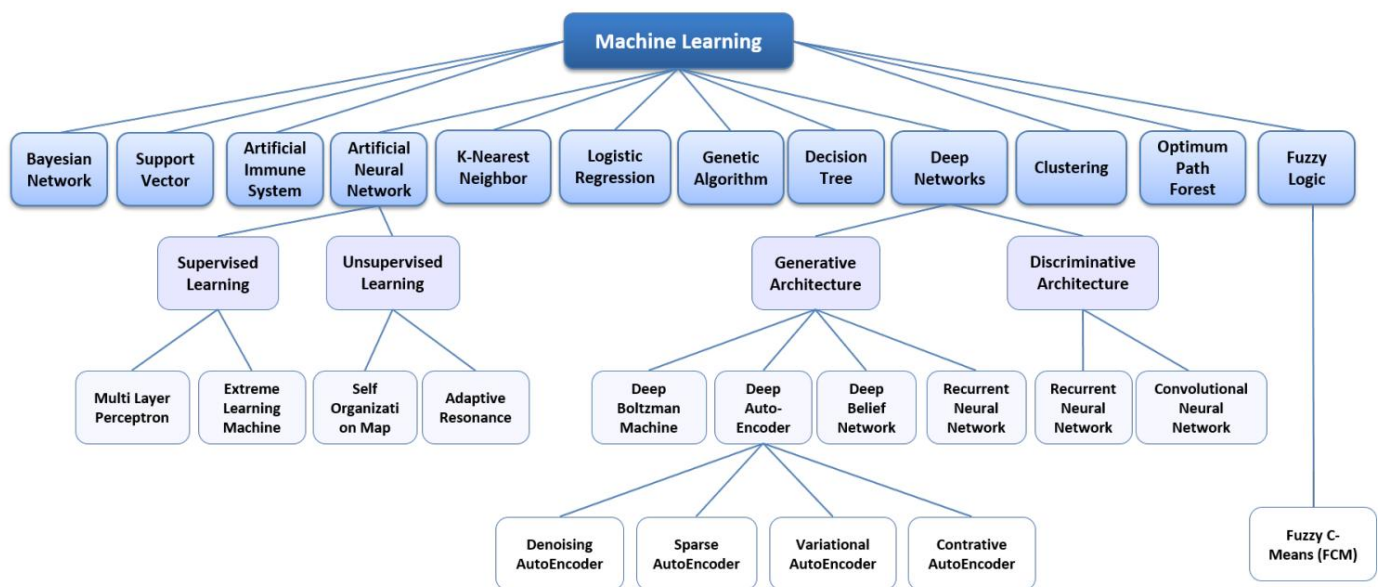 Machine Learning
Bayesian
Network
Support
Vector
Artificial
Immune
System
Artificial
Neural
Network
K-Nearest
Neighbor
Logistic
Regression
Genetic
Algorithm
Decision
Tree
Deep
Networks
Clustering
Optimum
Path
Forest
Fuzzy
Logic
Supervised
Learning
Unsupervised
Learning
Generative
Architecture
Discriminative
Architecture
Multi Layer
Perceptron
Extreme
Learning
Machine
Self
Organizati
on Map
Adaptive
Resonance
Deep
Boltzman
Machine
Deep
Auto-
Encoder
Deep
Belief
Network
Recurrent
Neural
Network
Recurrent
Neural
Network
Convolutional
Neural
Network
Denoising
AutoEncoder
Sparse
AutoEncoder
Variational
AutoEncoder
Contrative
AutoEncoder
Fuzzy C-
Means (FCM)